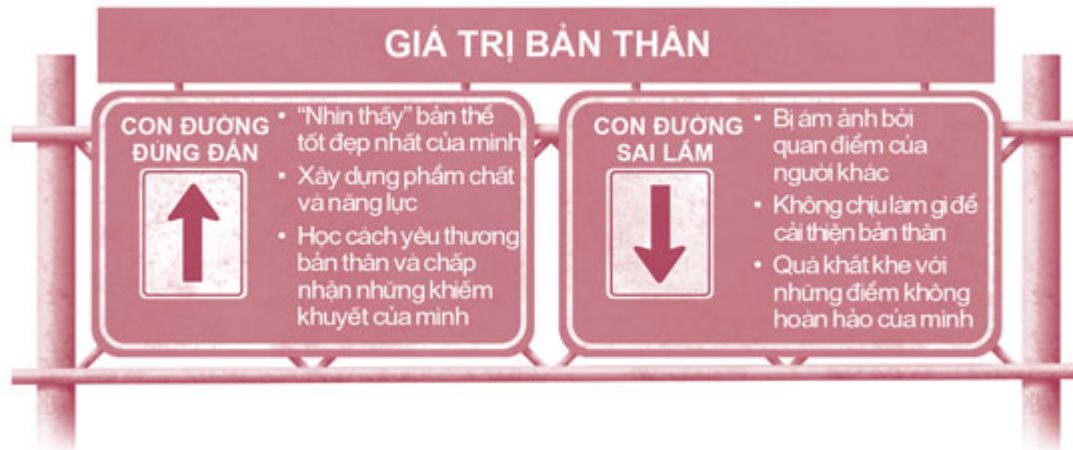 GIÁ TRỊ BẢN THÂN
CON ĐƯỜNG
ĐÚNG ĐẮN
• “Nhìn thấy” bản thể
tốt đẹp nhất của mình
• Xây dựng phẩm chất
và năng lực
• Học cách yêu thương
bản thân và chấp
nhận những khiếm
khuyết của mình
CON ĐƯỜNG
SAI LẦM
• Bị ám ảnh bởi
quan điểm của
người khác
• Không chịu làm gì để
cải thiện bản thân
• Quá khắt khe với
những điểm không
hoàn hảo của mình